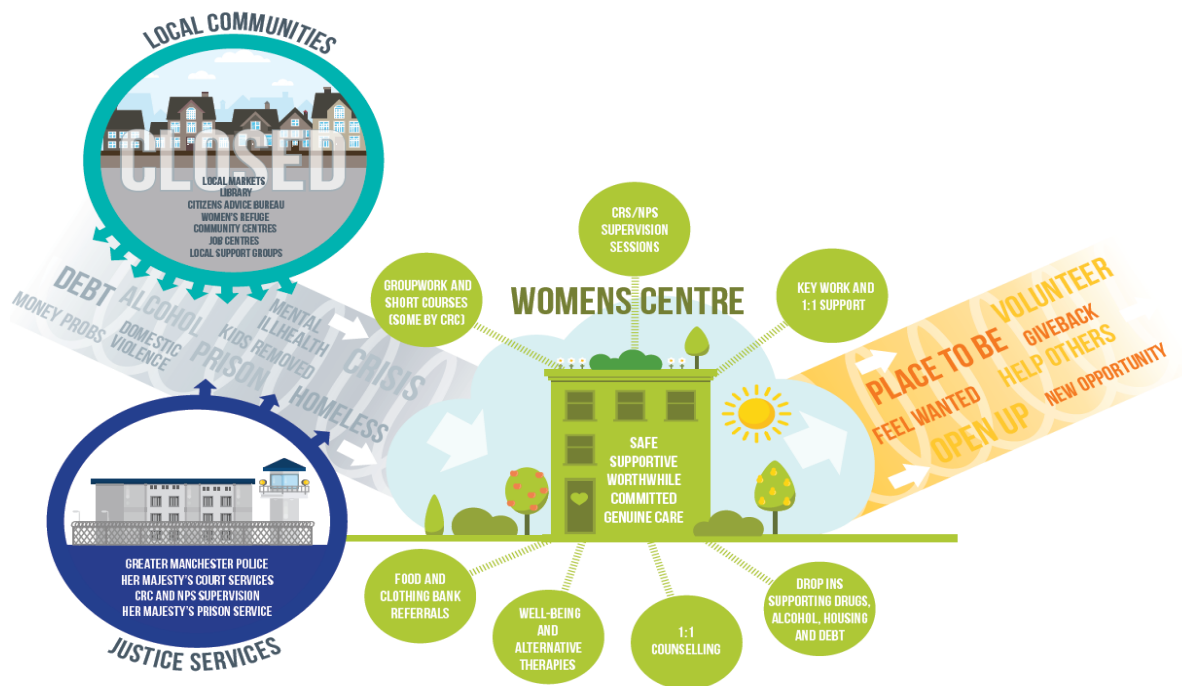 LOCAL COMMUNITIES
CLOSED
LOCAL MARKETS
LIBRARY
CITIZENS ADVICE BUREAU
WOMEN'S REFUGE
COMMUNITY CENTRES
JOB CENTRES
LOCAL SUPPORT GROUPS
DEBT
MONEY PROBS
ALCOHOL
DOMESTIC
VIOLENCE
PRISON
KIDS REMOVED
MENTAL
ILLHEALTH
CRISIS
HOMELESS
GREATER MANCHESTER POLICE
HER MAJESTY'S COURT SERVICES
CRC AND NPS SUPERVISION
HER MAJESTY'S PRISON SERVICE
JUSTICE SERVICES
WOMENS CENTRE
GROUPWORK AND
SHORT COURSES
(SOME BY CRC)
CRS/NPS
SUPERVISION
SESSIONS
KEY WORK AND
1:1 SUPPORT
SAFE
SUPPORTIVE
WORTHWHILE
COMMITTED
GENUINE CARE
FOOD AND
CLOTHING BANK
REFERRALS
WELL-BEING
AND
ALTERNATIVE
THERAPIES
1:1
COUNSELLING
DROP INS
SUPPORTING DRUGS,
ALCOHOL, HOUSING
AND DEBT
VOLUNTEER
PLACE TO BE
GIVEBACK
HELP OTHERS
FEEL WANTED
NEW OPPORTUNITY
OPEN UP